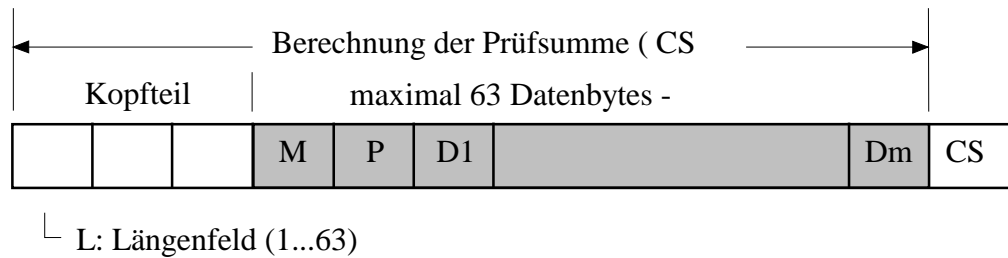 Berechnung der Prüfsumme ( CS
Kopfteil maximal 63 Datenbytes -
M P D1 Dm CS
L: Längenfeld (1...63)